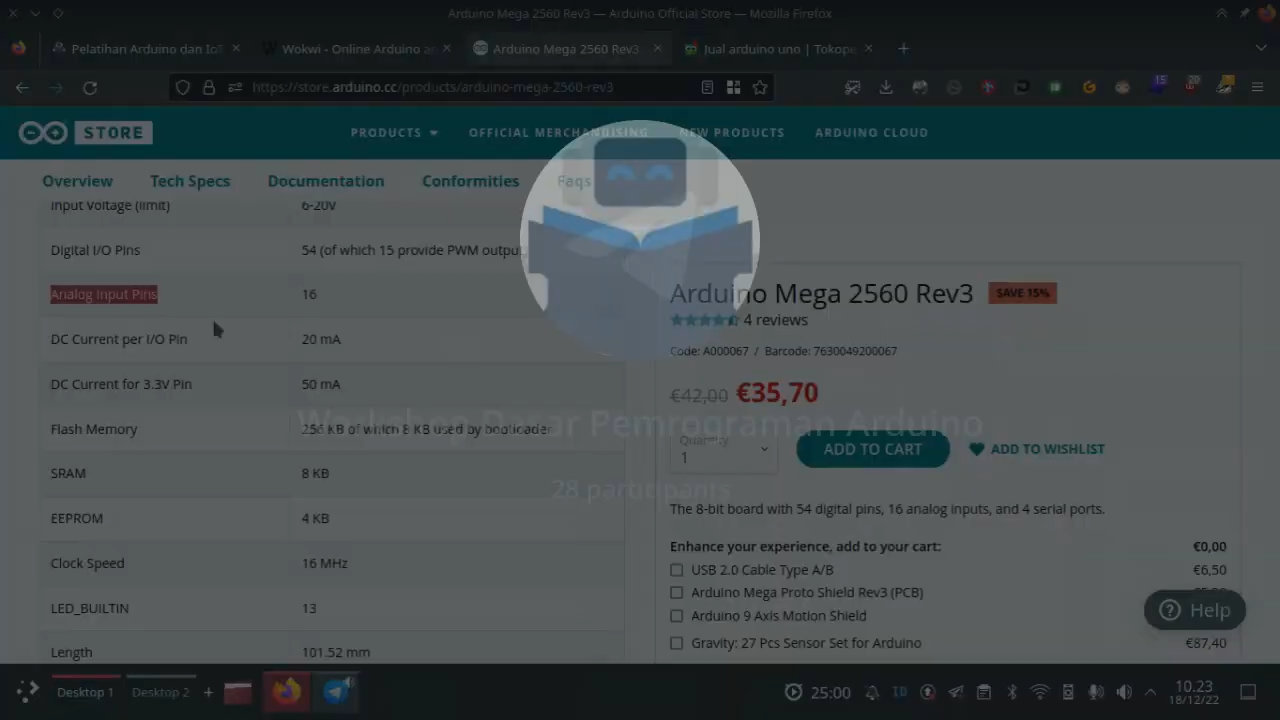 Arduino Mega 2560 Rev3 — Arduino Official Store — Mozilla Firefox
Pelatihan Arduino dan IoT
Wokwi - Online Arduino an
Arduino Mega 2560 Rev3
Jual arduino uno | Tokope
https://store.arduino.cc/products/arduino-mega-2560-rev3
15
20
STORE
PRODUCTS
OFFICIAL MERCHANDISING
NEW PRODUCTS
ARDUINO CLOUD
Overview
Tech Specs
Documentation
Conformities
Faqs
Input Voltage (limit) 6-20V
Digital I/O Pins 54 (of which 15 provide PWM output
Analog Input Pins 16
DC Current per I/O Pin 20 mA
DC Current for 3.3V Pin 50 mA
Flash Memory 256 KB of which 8 KB used by bootloader
SRAM 8 KB
EEPROM 4 KB
Clock Speed 16 MHz
LED_BUILTIN 13
Length 101.52 mm
Arduino Mega 2560 Rev3 SAVE 15%
4 reviews
Code: A000067 / Barcode: 7630049200067
€42,00 €35,70
Workshop Dasar Pemrograman Arduino
28 participants
Quantity
1
ADD TO CART
ADD TO WISHLIST
The 8-bit board with 54 digital pins, 16 analog inputs, and 4 serial ports.
Enhance your experience, add to your cart: €0,00
USB 2.0 Cable Type A/B €6,50
Arduino Mega Proto Shield Rev3 (PCB)
Arduino 9 Axis Motion Shield
Gravity: 27 Pcs Sensor Set for Arduino €87,40
Help
Desktop 1
Desktop 2
25:00
ID
10.23
18/12/22